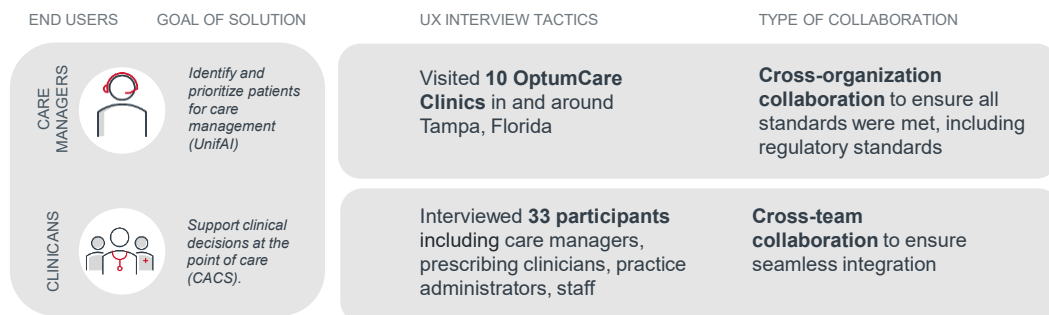 END USERS
GOAL OF SOLUTION
UX INTERVIEW TACTICS
TYPE OF COLLABORATION
CARE
MANAGERS
Identify and
prioritize patients
for care
management
(UnifAI)
Visited 10 OptumCare
Clinics in and around
Tampa, Florida
Cross-organization
collaboration to ensure all
standards were met, including
regulatory standards
CLINICANS
Support clinical
decisions at the
point of care
(CACS).
Interviewed 33 participants
including care managers,
prescribing clinicians, practice
administrators, staff
Cross-team
collaboration to ensure
seamless integration